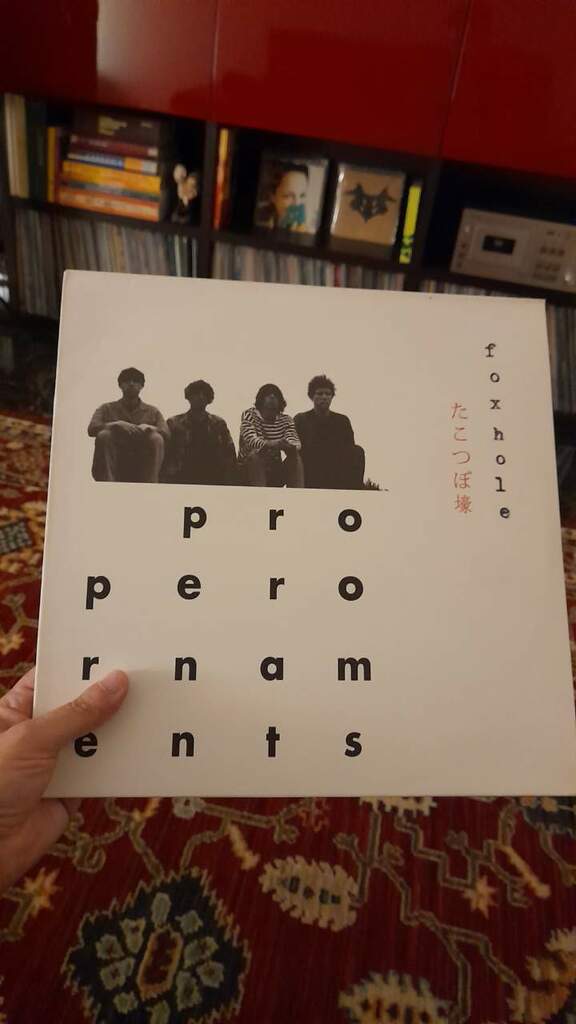 pro
pero
rnam
ents
foxhole
たこつぼ壕